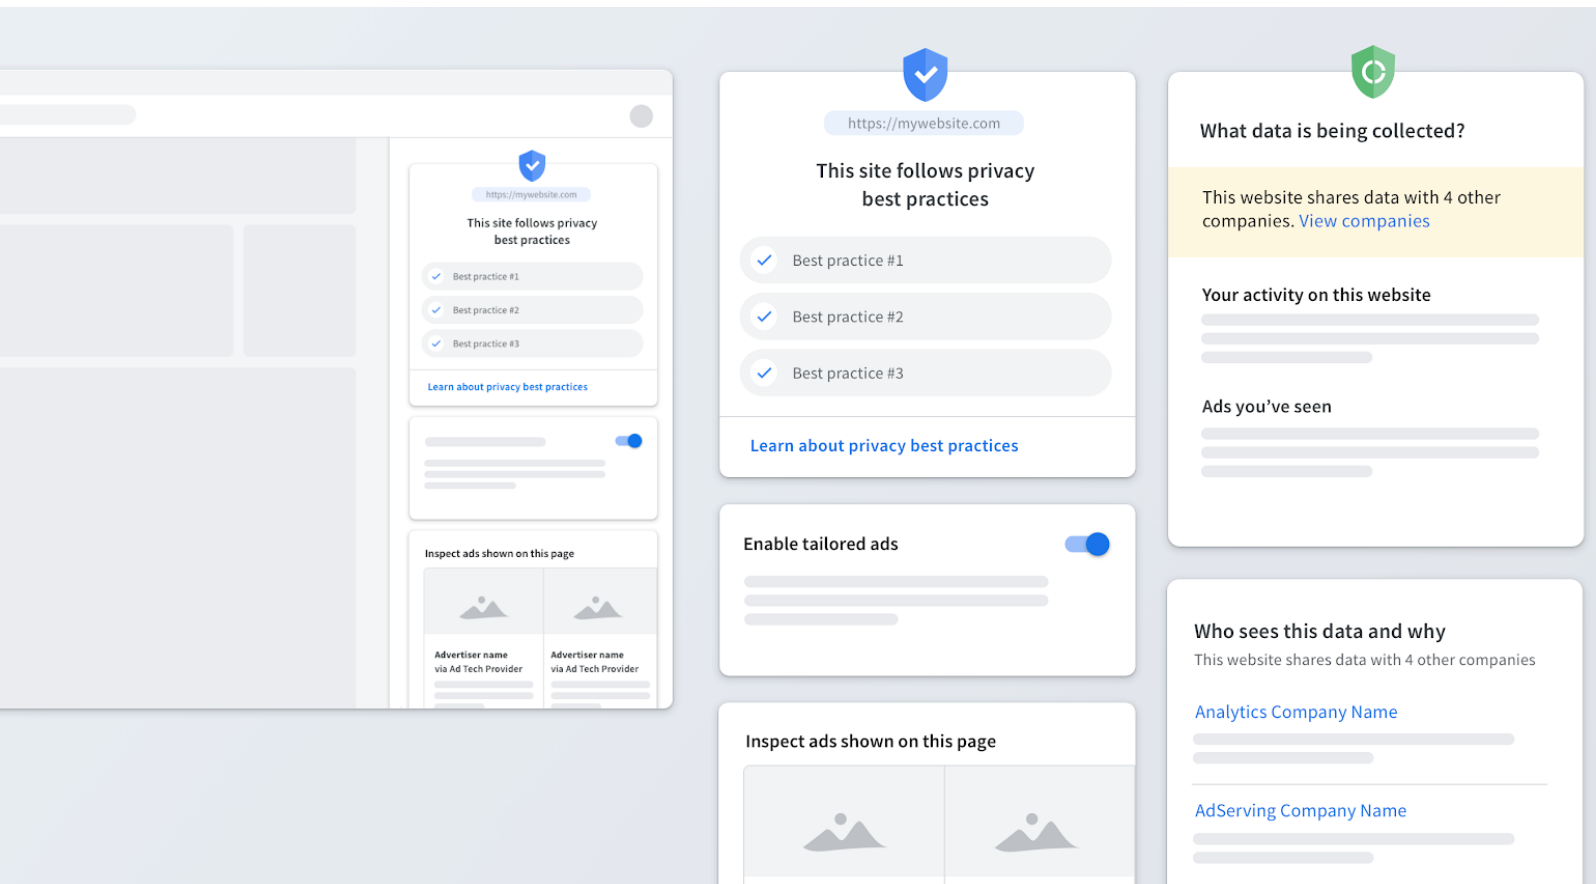 https://mywebsite.com
This site follows privacy
best practices
Best practice #1
Best practice #2
Best practice #3
Learn about privacy best practices
Inspect ads shown on this page
Advertiser name
via Ad Tech Provider
Advertiser name
via Ad Tech Provider
https://mywebsite.com
This site follows privacy
best practices
Best practice #1
Best practice #2
Best practice #3
Learn about privacy best practices
Enable tailored ads
Inspect ads shown on this page
What data is being collected?
This website shares data with 4 other
companies. View companies
Your activity on this website
Ads you’ve seen
Who sees this data and why
This website shares data with 4 other companies
Analytics Company Name
AdServing Company Name